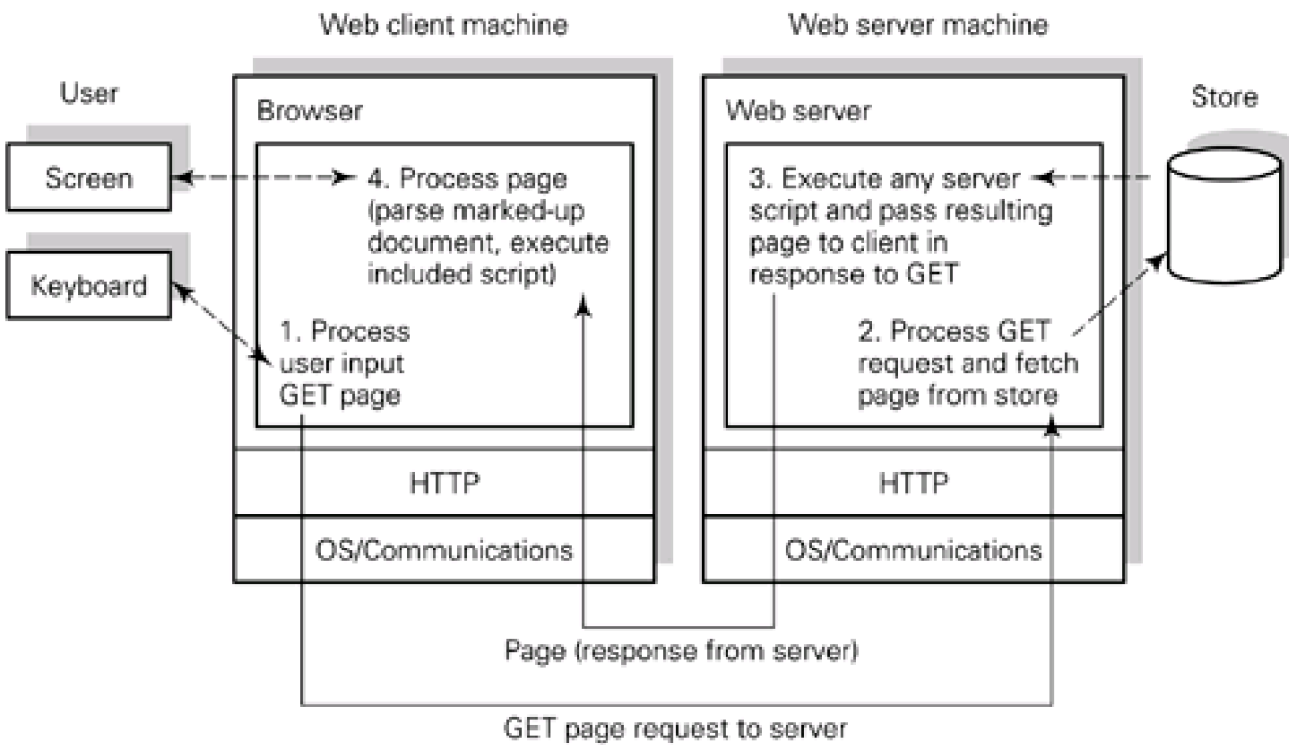 Web client machine
Web server machine
User
Browser
Web server
Store
Screen
4. Process page
(parse marked-up
document, execute
included script)
3. Execute any server
script and pass resulting
page to client in
response to GET
Keyboard
1. Process
user input
GET page
2. Process GET
request and fetch
page from store
HTTP
HTTP
OS/Communications
OS/Communications
Page (response from server)
GET page request to server